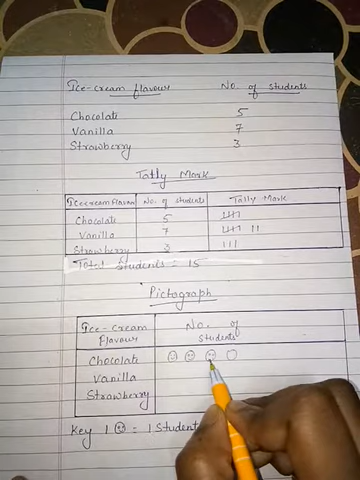 Ice-cream flavour No. of students
Chocolate 5
Vanilla 7
Strawberry 3
Tally Mark
Icecream flavour No. of students Tally Mark
Chocolate 5 𝍸
Vanilla 7 𝍸 ||
Strawberry 3 |||
Total students = 15
Pictograph
Ice-cream No. of
flavour students
Chocolate ☺ ☺ ☺ ○
Vanilla
Strawberry
Key 1 ☺ = 1 Student